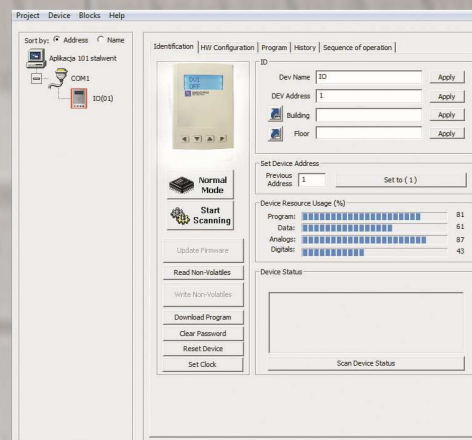 Project Device Blocks Help
Sort by: Address Name
Aplikacja 101 stalwent
COM1
IO(01)
Identification HW Configuration Program History Sequence of operation
DV1
OFF
Normal
Mode
Start
Scanning
Update Firmware
Read Non-Volatiles
Write Non-Volatiles
Download Program
Clear Password
Reset Device
Set Clock
ID
Dev Name IO Apply
DEV Address 1 Apply
Building Apply
Floor Apply
Set Device Address
Previous
Address 1 Set to ( 1 )
Device Resource Usage (%)
Program: 81
Data: 61
Analogs: 87
Digitals: 43
Device Status
Scan Device Status